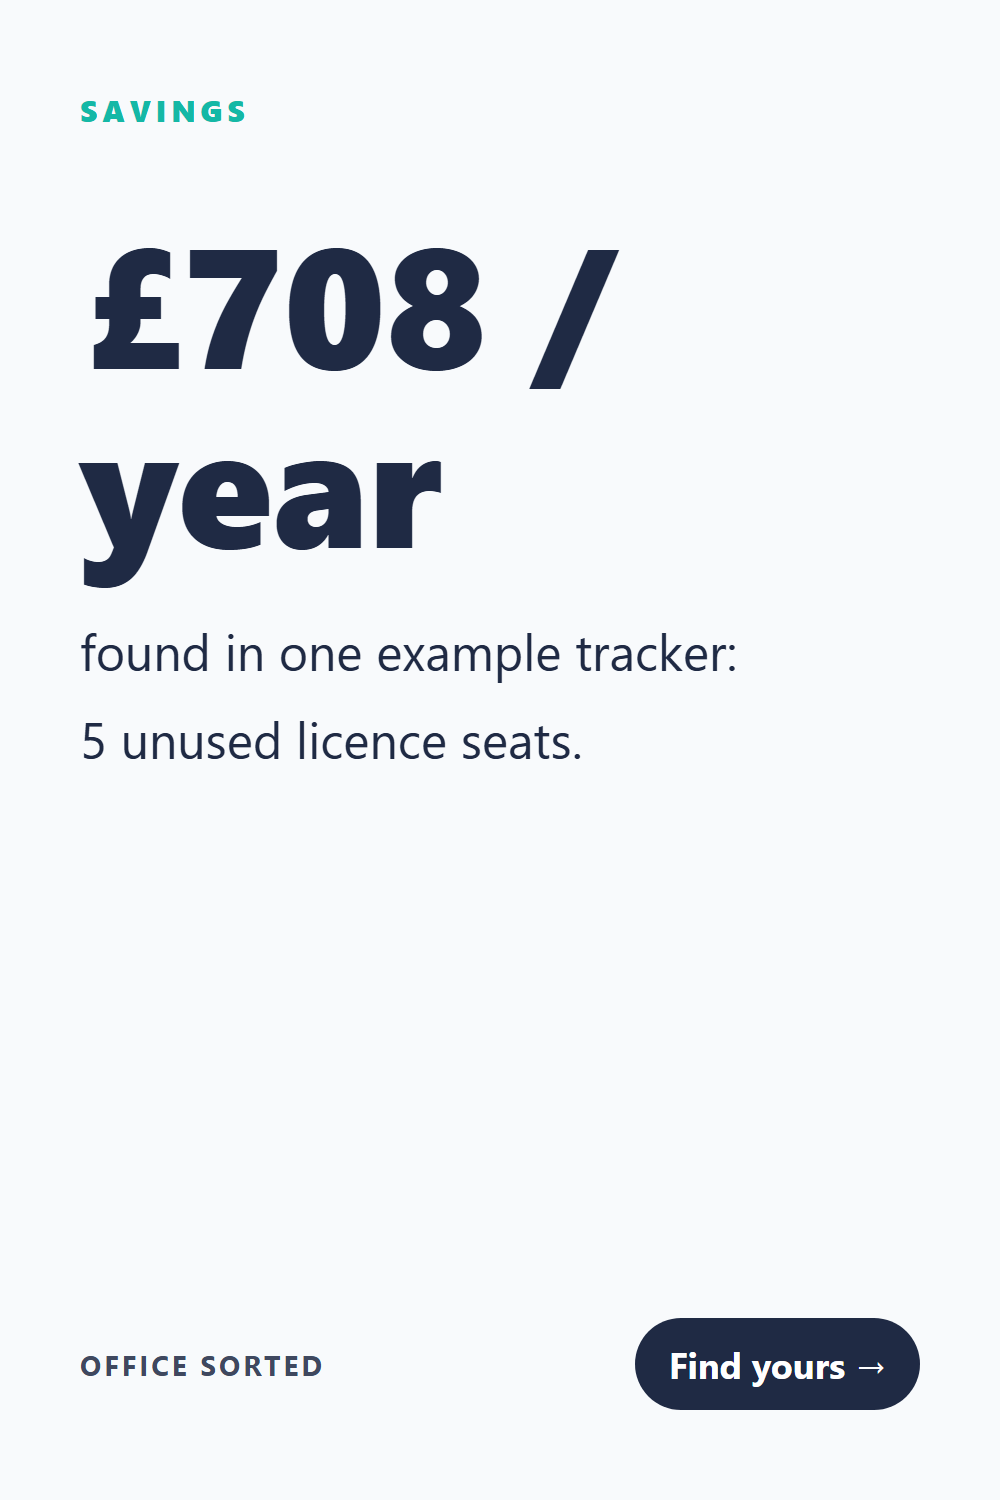 SAVINGS
£708 /
year
found in one example tracker:
5 unused licence seats.
OFFICE SORTED
Find yours →